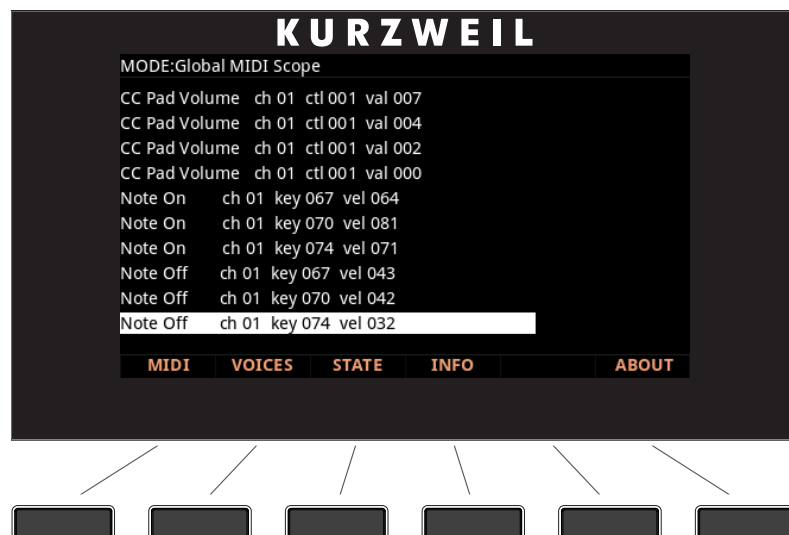 KURZWEIL
MODE:Global MIDI Scope
CC Pad Volume ch 01 ctl 001 val 007
CC Pad Volume ch 01 ctl 001 val 004
CC Pad Volume ch 01 ctl 001 val 002
CC Pad Volume ch 01 ctl 001 val 000
Note On ch 01 key 067 vel 064
Note On ch 01 key 070 vel 081
Note On ch 01 key 074 vel 071
Note Off ch 01 key 067 vel 043
Note Off ch 01 key 070 vel 042
Note Off ch 01 key 074 vel 032
MIDI VOICES STATE INFO ABOUT